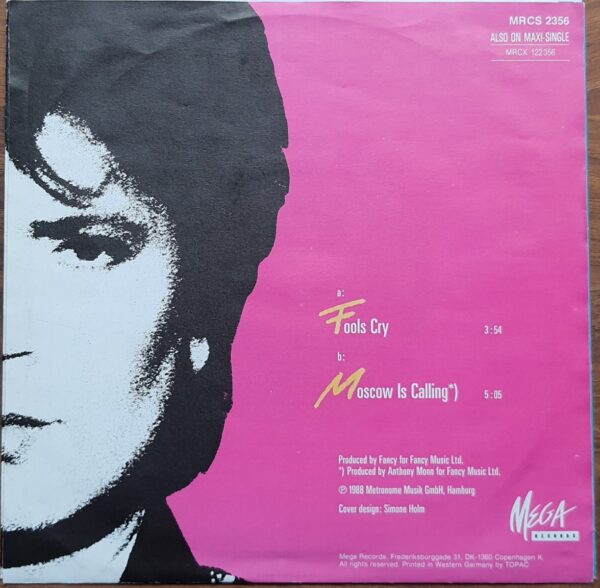 MRCS 2356
ALSO ON MAXI-SINGLE
MRCX 122356
a:
Fools Cry 3:54
b:
Moscow Is Calling*) 5:05
Produced by Fancy for Fancy Music Ltd.
*) Produced by Anthony Monn for Fancy Music Ltd.
℗ 1988 Metronome Musik GmbH, Hamburg
Cover design: Simone Holm
MEGA
RECORDS
Mega Records. Frederiksborggade 31, DK-1360 Copenhagen K.
All rights reserved. Printed in Western Germany by TOPAC